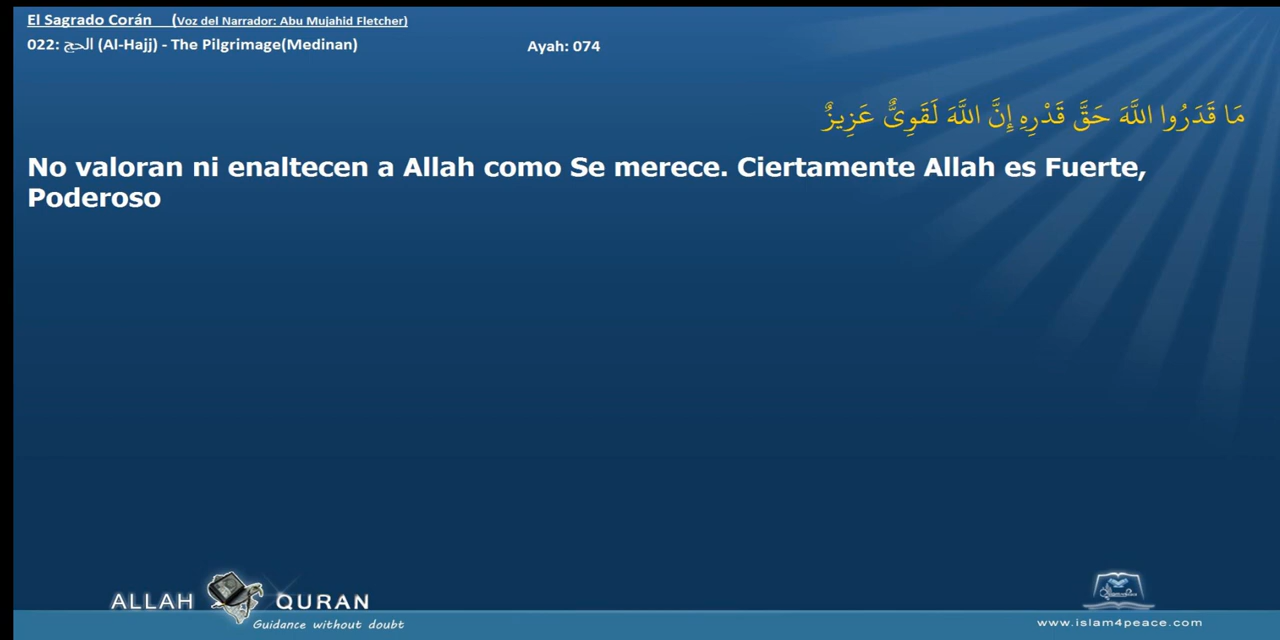 El Sagrado Corán (Voz del Narrador: Abu Mujahid Fletcher)
022: الحج (Al-Hajj) - The Pilgrimage(Medinan) Ayah: 074
مَا قَدَرُوا اللَّهَ حَقَّ قَدْرِهِ إِنَّ اللَّهَ لَقَوِيٌّ عَزِيزٌ
No valoran ni enaltecen a Allah como Se merece. Ciertamente Allah es Fuerte,
Poderoso
ALLAH QURAN
Guidance without doubt
www.islam4peace.com